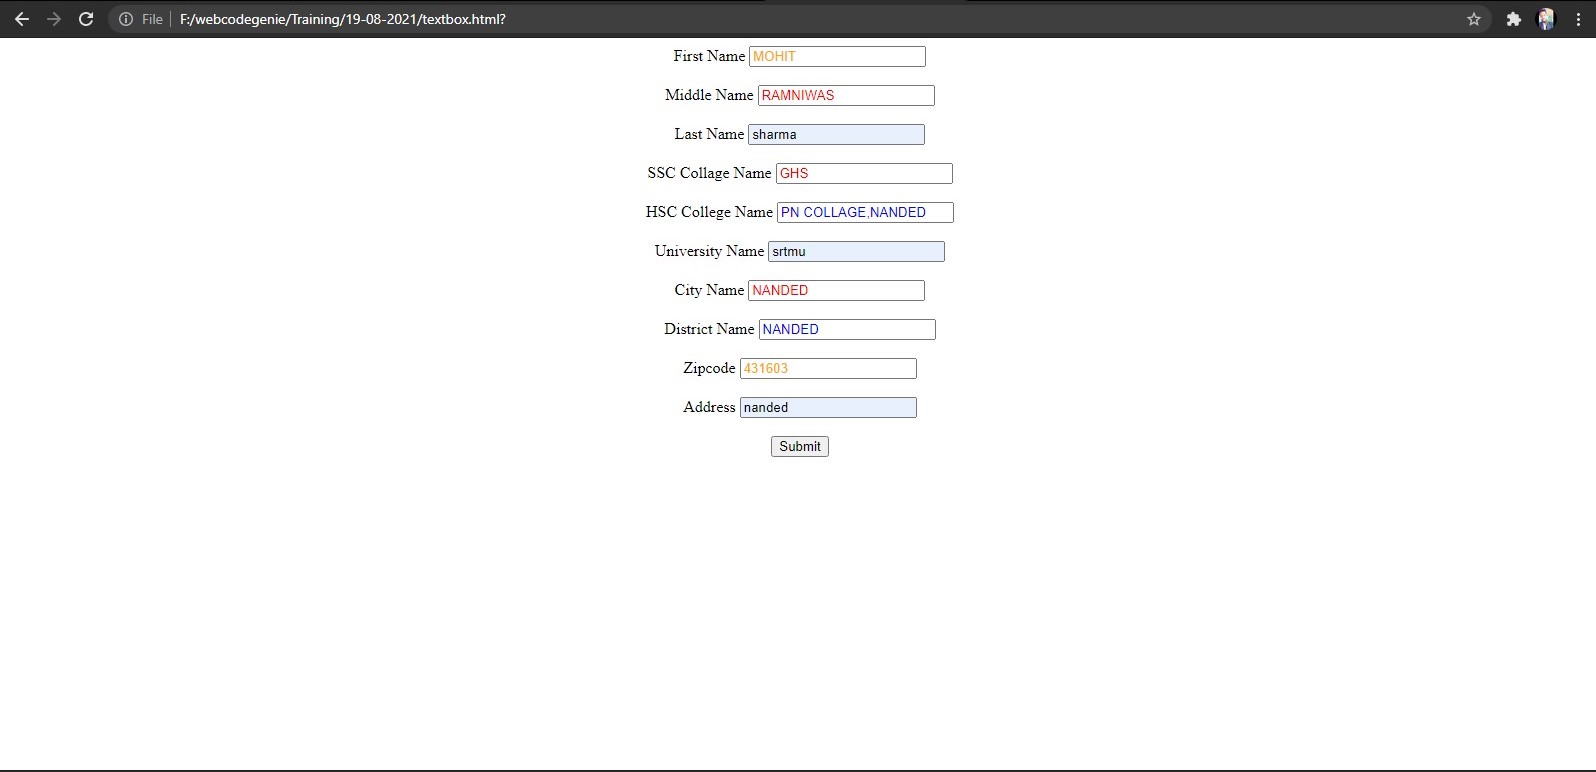 File F:/webcodegenie/Training/19-08-2021/textbox.html?
First Name MOHIT
Middle Name RAMNIWAS
Last Name sharma
SSC Collage Name GHS
HSC College Name PN COLLAGE,NANDED
University Name srtmu
City Name NANDED
District Name NANDED
Zipcode 431603
Address nanded
Submit